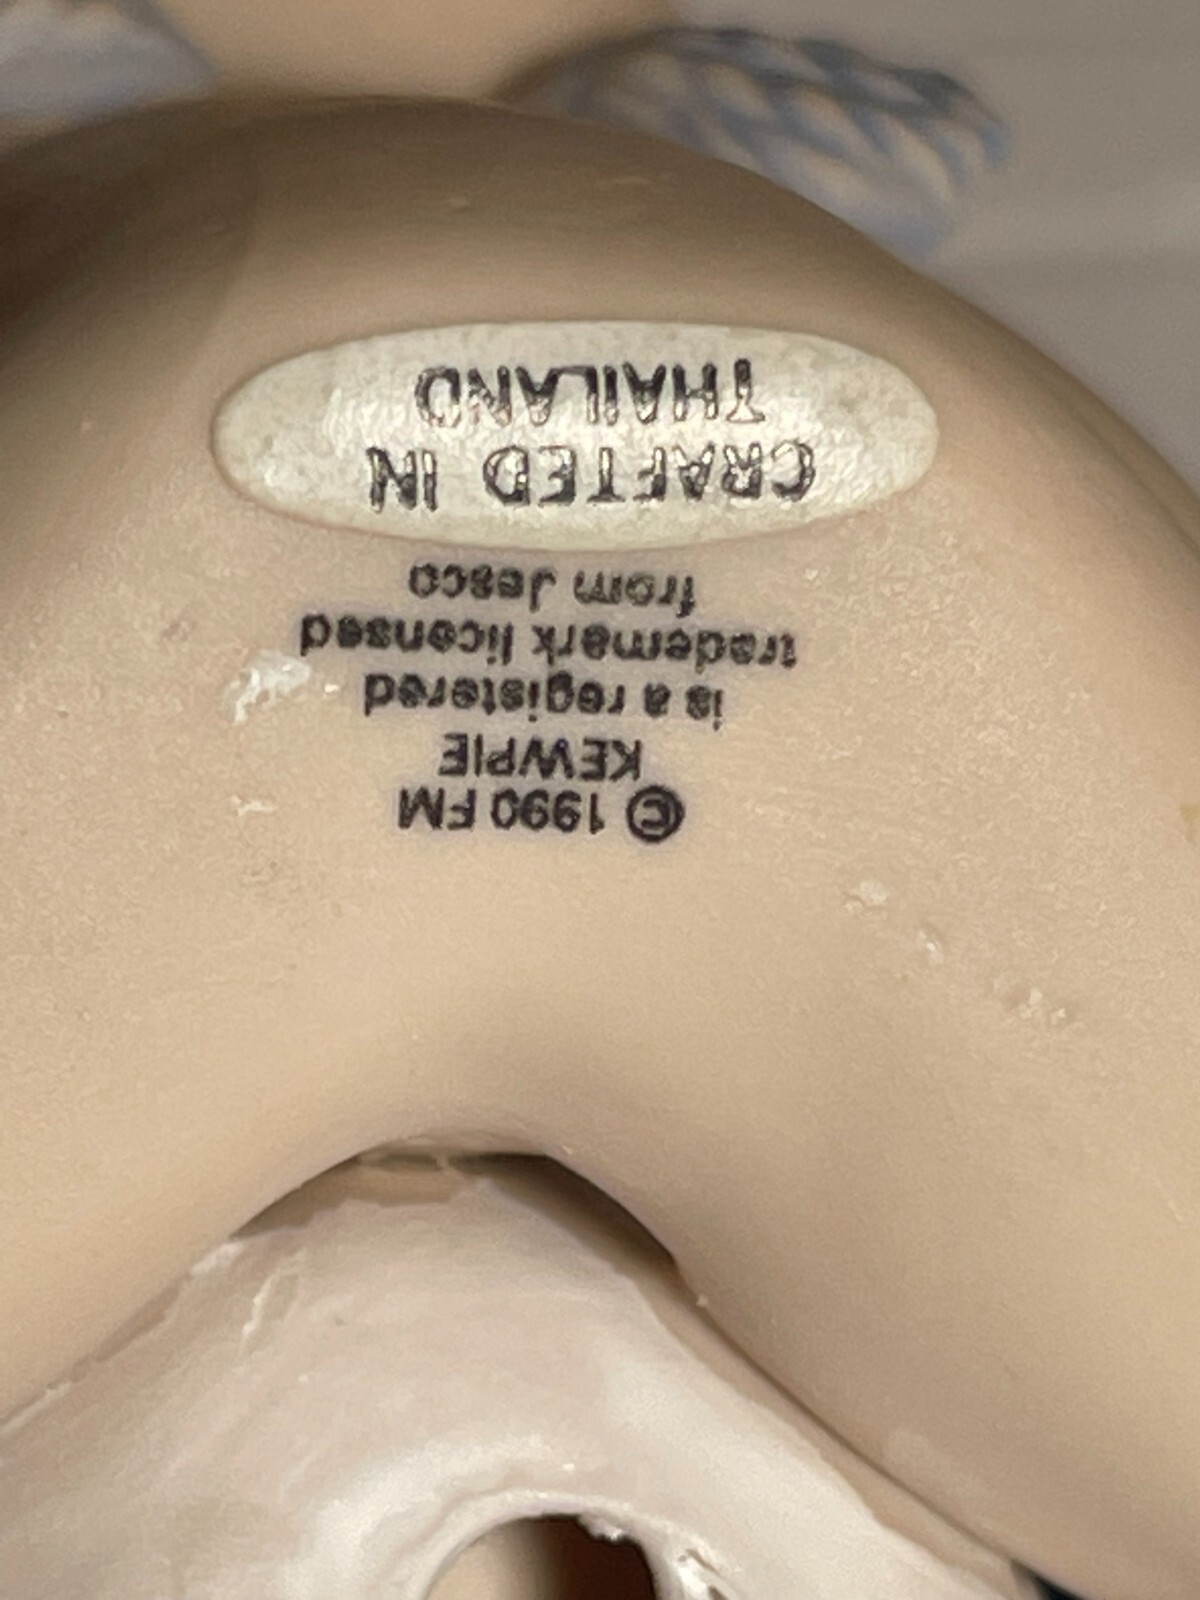 © 1990 FM
KEWPIE
is a registered
trademark licensed
from Jesco
CRAFTED IN
THAILAND